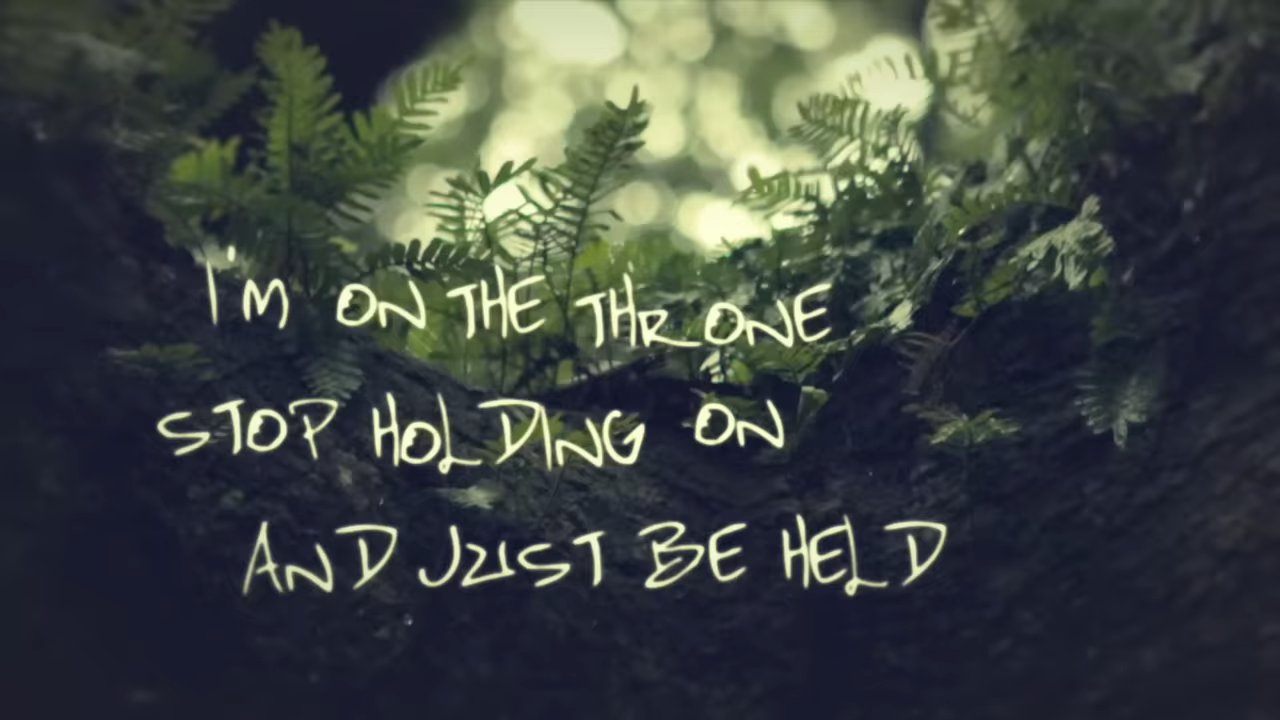 I'M ON THE THRONE
STOP HOLDING ON
AND JUST BE HELD